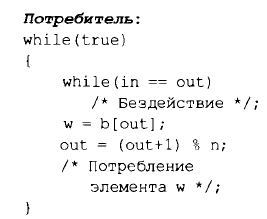 Потребитель:
while(true)
{
while(in == out)
/* Бездействие */;
w = b[out];
out = (out+1) % n;
/* Потребление
элемента w */;
}